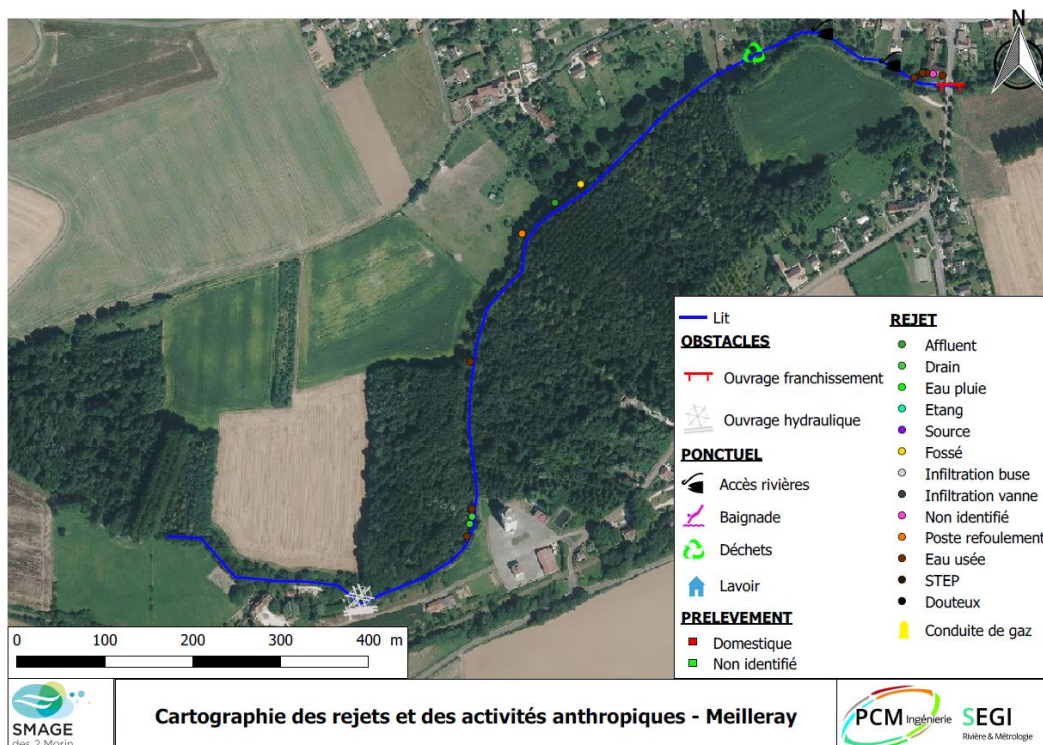 N
Lit
OBSTACLES
Ouvrage franchissement
Ouvrage hydraulique
PONCTUEL
Accès rivières
Baignade
Déchets
Lavoir
PRELEVEMENT
Domestique
Non identifié
REJET
Affluent
Drain
Eau pluie
Etang
Source
Fossé
Infiltration buse
Infiltration vanne
Non identifié
Poste refoulement
Eau usée
STEP
Douteux
Conduite de gaz
0 100 200 300 400 m
SMAGE
des 2 Morin
Cartographie des rejets et des activités anthropiques - Meilleray
PCM Ingénierie
SEGI
Rivière & Métrologie